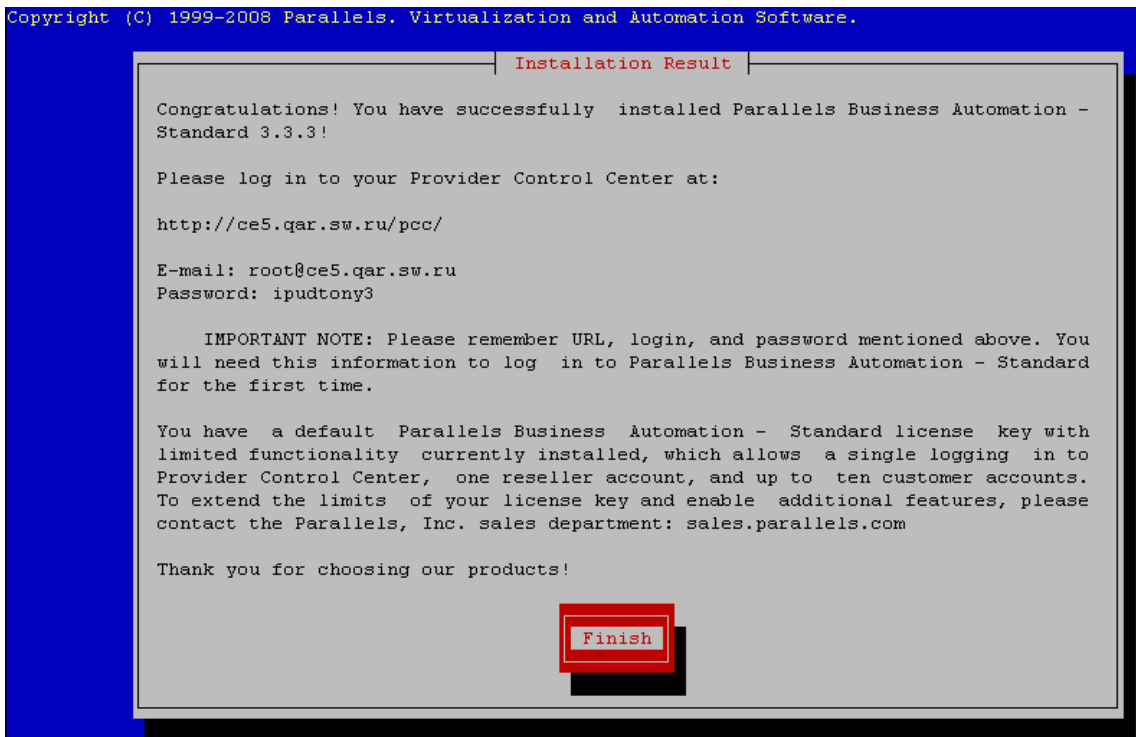 Copyright (C) 1999-2008 Parallels. Virtualization and Automation Software.
Installation Result
Congratulations! You have successfully installed Parallels Business Automation -
Standard 3.3.3!
Please log in to your Provider Control Center at:
http://ce5.qar.sw.ru/pcc/
E-mail: root@ce5.qar.sw.ru
Password: ipudtony3
IMPORTANT NOTE: Please remember URL, login, and password mentioned above. You
will need this information to log in to Parallels Business Automation - Standard
for the first time.
You have a default Parallels Business Automation - Standard license key with
limited functionality currently installed, which allows a single logging in to
Provider Control Center, one reseller account, and up to ten customer accounts.
To extend the limits of your license key and enable additional features, please
contact the Parallels, Inc. sales department: sales.parallels.com
Thank you for choosing our products!
Finish